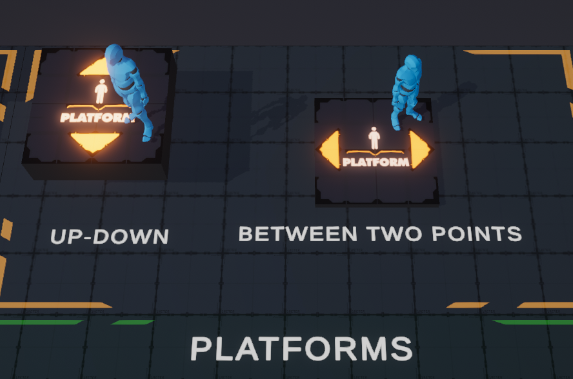 PLATFORM
PLATFORM
UP-DOWN
BETWEEN TWO POINTS
PLATFORMS